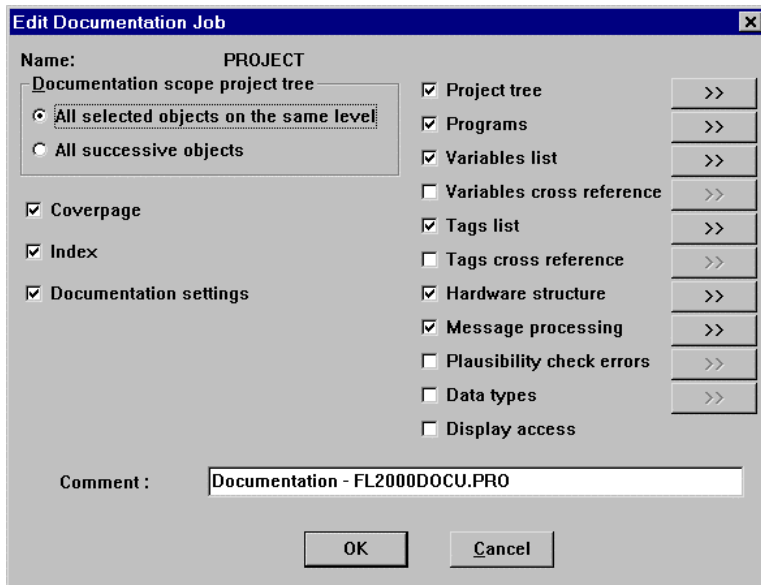 Edit Documentation Job
Name: PROJECT
Documentation scope project tree
All selected objects on the same level
All successive objects
Coverpage
Index
Documentation settings
Project tree >>
Programs >>
Variables list >>
Variables cross reference >>
Tags list >>
Tags cross reference >>
Hardware structure >>
Message processing >>
Plausibility check errors >>
Data types >>
Display access
Comment : Documentation - FL2000DOCU.PRO
OK Cancel